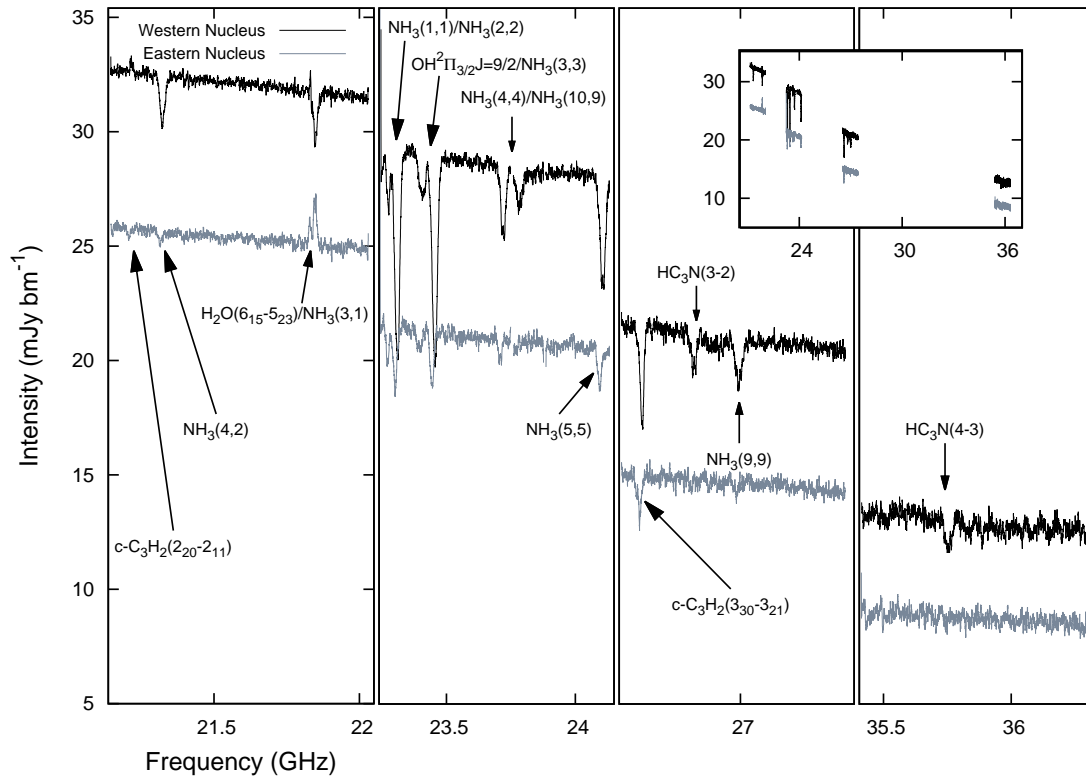 Western Nucleus
Eastern Nucleus
NH₃(1,1)/NH₃(2,2)
OH²Π₃/₂J=9/2/NH₃(3,3)
NH₃(4,4)/NH₃(10,9)
H₂O(6₁₅-5₂₃)/NH₃(3,1)
NH₃(4,2)
c-C₃H₂(2₂₀-2₁₁)
NH₃(5,5)
HC₃N(3-2)
NH₃(9,9)
c-C₃H₂(3₃₀-3₂₁)
HC₃N(4-3)
30
20
10
24
30
36
35
30
25
20
15
10
5
Intensity (mJy bm⁻¹)
21.5
22
23.5
24
27
35.5
36
Frequency (GHz)